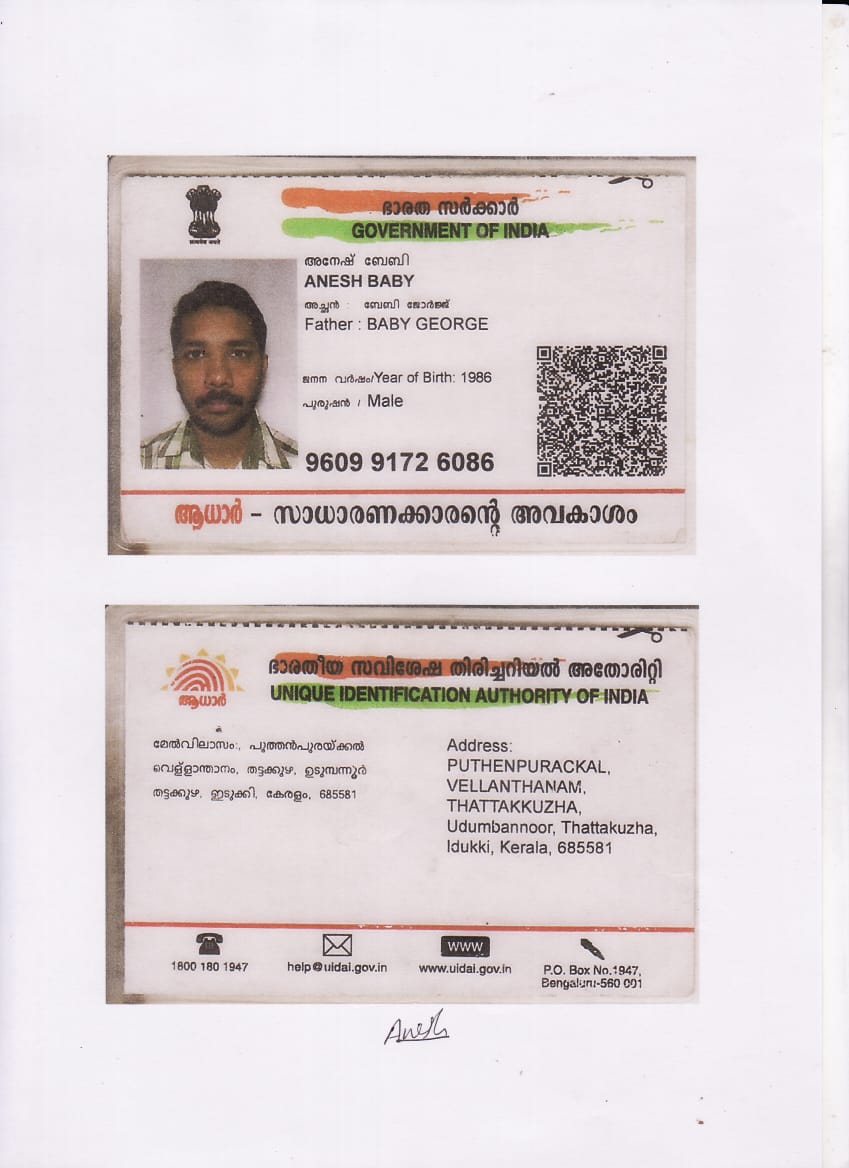 ഭാരത സർക്കാർ
GOVERNMENT OF INDIA
सत्यमेव जयते
അനേഷ് ബേബി
ANESH BABY
അച്ഛൻ : ബേബി ജോർജ്ജ്
Father : BABY GEORGE
ജനന വർഷം/Year of Birth: 1986
പുരുഷൻ / Male
9609 9172 6086
ആധാർ – സാധാരണക്കാരന്റെ അവകാശം
ഭാരതീയ സവിശേഷ തിരിച്ചറിയൽ അതോരിറ്റി
UNIQUE IDENTIFICATION AUTHORITY OF INDIA
ആധാർ
മേൽവിലാസം:, പുത്തൻപുരയ്ക്കൽ
വെള്ളാന്താനം, തട്ടക്കുഴ, ഉടുമ്പന്നൂർ
തട്ടക്കുഴ, ഇടുക്കി, കേരളം, 685581
Address:
PUTHENPURACKAL,
VELLANTHANAM,
THATTAKKUZHA,
Udumbannoor, Thattakuzha,
Idukki, Kerala, 685581
1800 180 1947
help@uidai.gov.in
WWW
www.uidai.gov.in
P.O. Box No.1947,
Bengaluru-560 001
Anesh